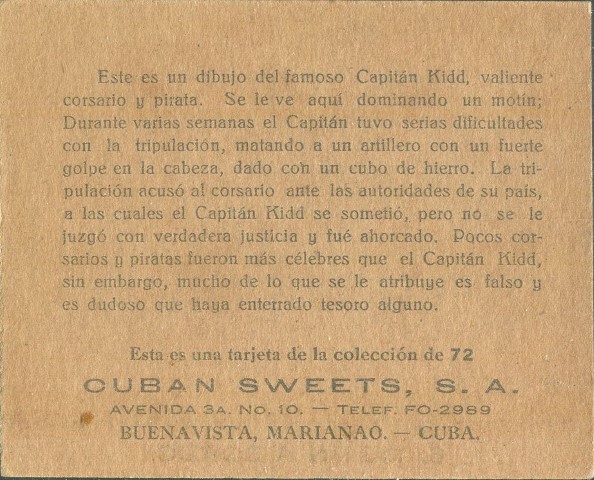 Este es un dibujo del famoso Capitán Kidd, valiente
corsario y pirata. Se le ve aquí dominando un motín;
Durante varias semanas el Capitán tuvo serias dificultades
con la tripulación, matando a un artillero con un fuerte
golpe en la cabeza, dado con un cubo de hierro. La tri-
pulación acusó al corsario ante las autoridades de su país,
a las cuales el Capitán Kidd se sometió, pero no se le
juzgó con verdadera justicia y fué ahorcado. Pocos cor-
sarios y piratas fueron más célebres que el Capitán Kidd,
sin embargo, mucho de lo que se le atribuye es falso y
es dudoso que haya enterrado tesoro alguno.
Esta es una tarjeta de la colección de 72
CUBAN SWEETS, S. A.
AVENIDA 3A. NO. 10. — TELEF. FO-2989
BUENAVISTA, MARIANAO. — CUBA.